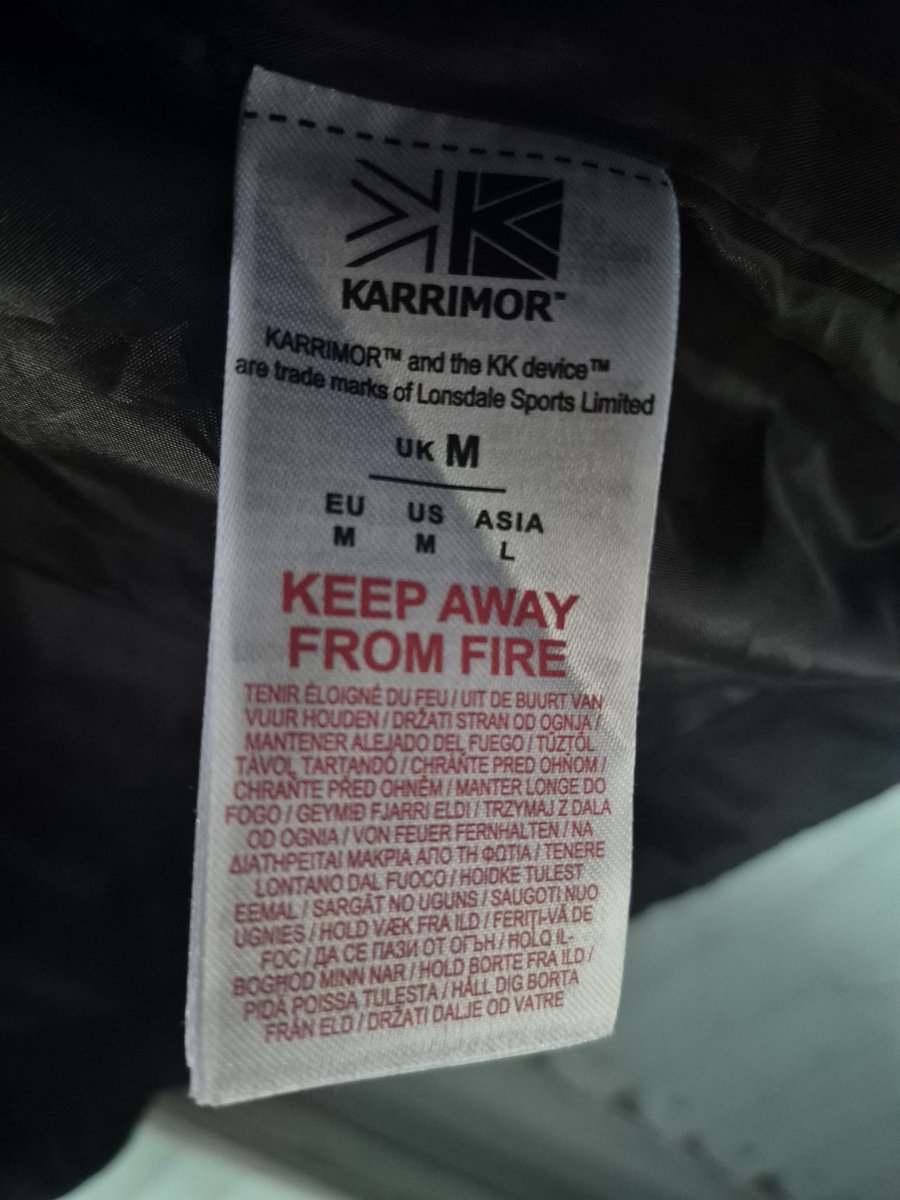 KARRIMOR™
KARRIMOR™ and the KK device™
are trade marks of Lonsdale Sports Limited
UK M
EU US ASIA
M M L
KEEP AWAY
FROM FIRE
TENIR ÉLOIGNÉ DU FEU / UIT DE BUURT VAN
VUUR HOUDEN / DRŽATI STRAN OD OGNJA /
MANTENER ALEJADO DEL FUEGO / TŰZTŐL
TÁVOL TARTANDÓ / CHRÁŇTE PRED OHŇOM /
CHRAŇTE PŘED OHNĚM / MANTER LONGE DO
FOGO / GEYMIÐ FJARRI ELDI / TRZYMAJ Z DALA
OD OGNIA / VON FEUER FERNHALTEN / ΝΑ
ΔΙΑΤΗΡΕΙΤΑΙ ΜΑΚΡΙΑ ΑΠΟ ΤΗ ΦΩΤΙΑ / TENERE
LONTANO DAL FUOCO / HOIDKE TULEST
EEMAL / SARGĀT NO UGUNS / SAUGOTI NUO
UGNIES / HOLD VÆK FRA ILD / FERIȚI-VĂ DE
FOC / ДА СЕ ПАЗИ ОТ ОГЪН / ĦOLQ IL-
BOGĦOD MINN NAR / HOLD BORTE FRA ILD /
PIDÄ POISSA TULESTA / HÅLL DIG BORTA
FRÅN ELD / DRŽATI DALJE OD VATRE